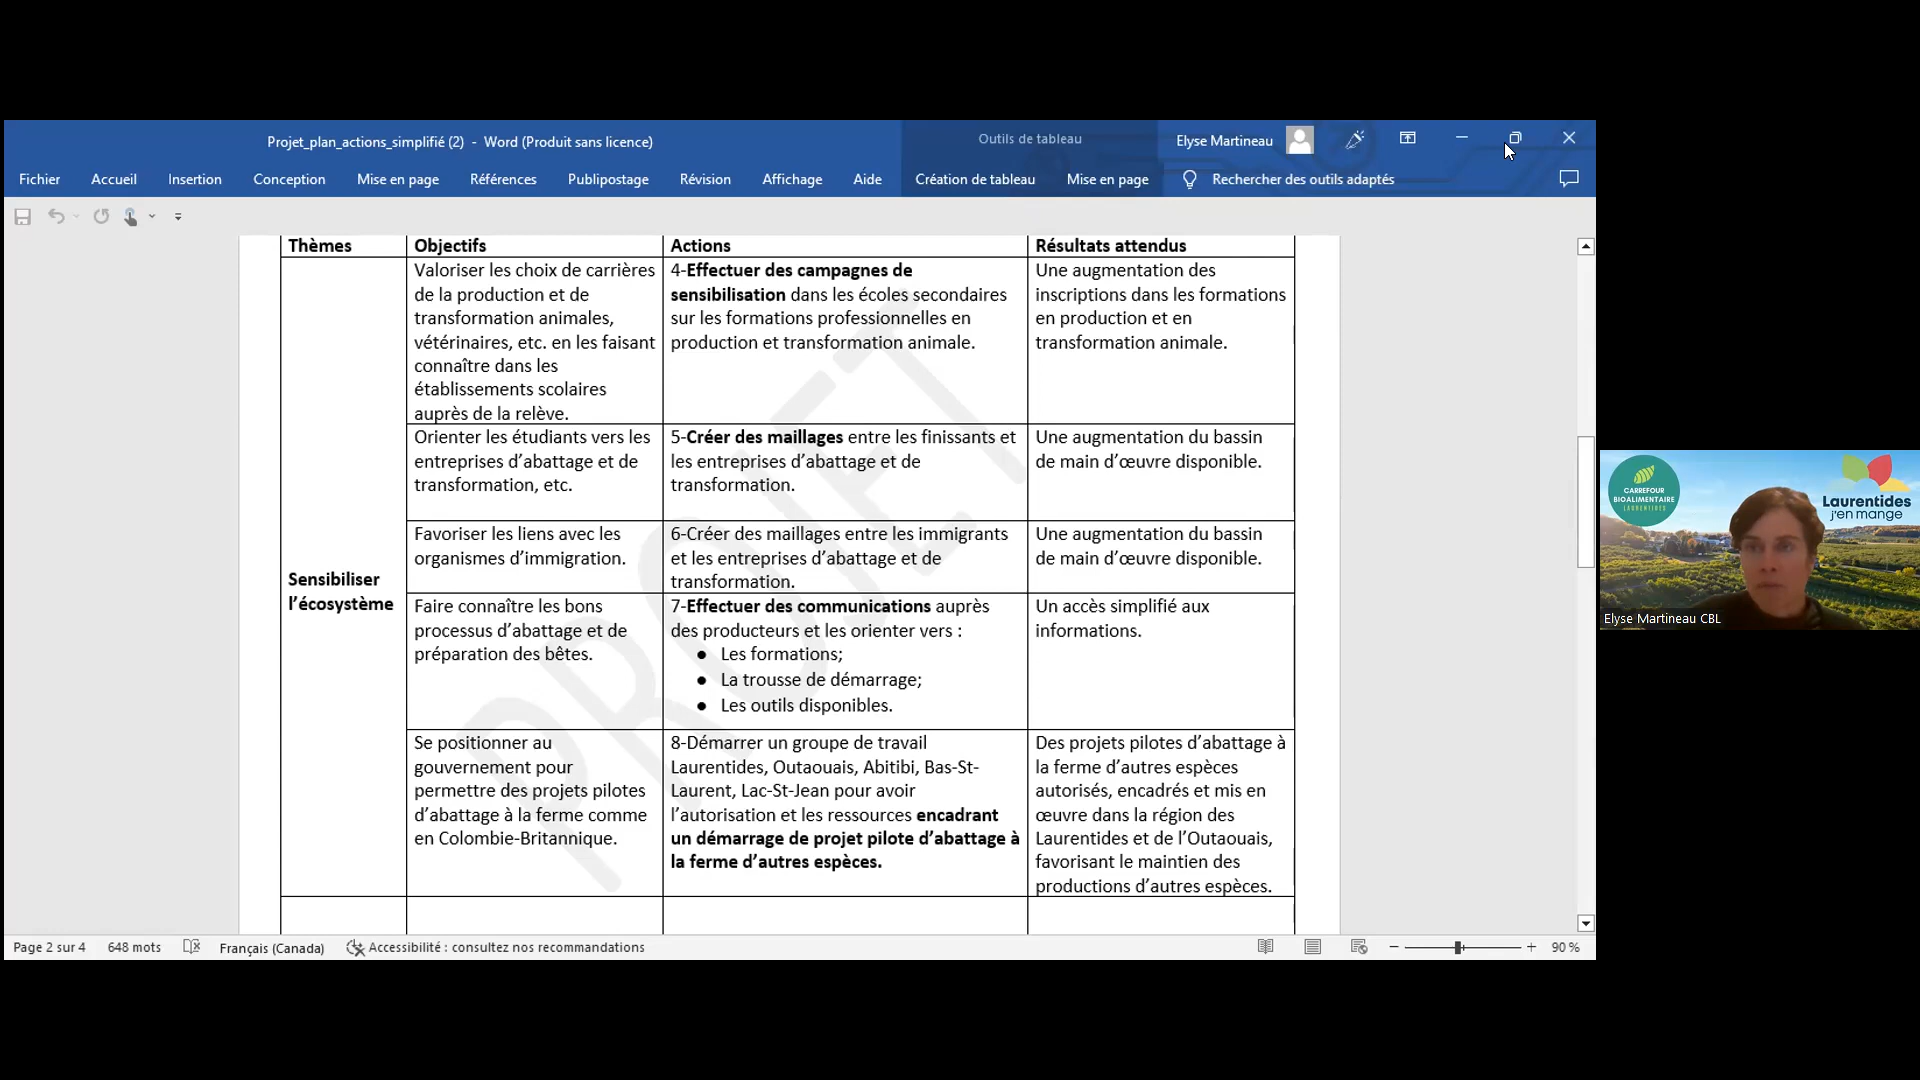 Projet_plan_actions_simplifié (2) - Word (Produit sans licence)
Outils de tableau
Elyse Martineau
Fichier Accueil Insertion Conception Mise en page Références Publipostage Révision Affichage Aide Création de tableau Mise en page Rechercher des outils adaptés
Thèmes
Objectifs
Actions
Résultats attendus
Sensibiliser
l’écosystème
Valoriser les choix de carrières
de la production et de
transformation animales,
vétérinaires, etc. en les faisant
connaître dans les
établissements scolaires
auprès de la relève.
4-Effectuer des campagnes de
sensibilisation dans les écoles secondaires
sur les formations professionnelles en
production et transformation animale.
Une augmentation des
inscriptions dans les formations
en production et en
transformation animale.
Orienter les étudiants vers les
entreprises d’abattage et de
transformation, etc.
5-Créer des maillages entre les finissants et
les entreprises d’abattage et de
transformation.
Une augmentation du bassin
de main d’œuvre disponible.
Favoriser les liens avec les
organismes d’immigration.
6-Créer des maillages entre les immigrants
et les entreprises d’abattage et de
transformation.
Une augmentation du bassin
de main d’œuvre disponible.
Faire connaître les bons
processus d’abattage et de
préparation des bêtes.
7-Effectuer des communications auprès
des producteurs et les orienter vers :
● Les formations;
● La trousse de démarrage;
● Les outils disponibles.
Un accès simplifié aux
informations.
Se positionner au
gouvernement pour
permettre des projets pilotes
d’abattage à la ferme comme
en Colombie-Britannique.
8-Démarrer un groupe de travail
Laurentides, Outaouais, Abitibi, Bas-St-
Laurent, Lac-St-Jean pour avoir
l’autorisation et les ressources encadrant
un démarrage de projet pilote d’abattage à
la ferme d’autres espèces.
Des projets pilotes d’abattage à
la ferme d’autres espèces
autorisés, encadrés et mis en
œuvre dans la région des
Laurentides et de l’Outaouais,
favorisant le maintien des
productions d’autres espèces.
PROJET
Page 2 sur 4 648 mots Français (Canada) Accessibilité : consultez nos recommandations 90 %
CARREFOUR
BIOALIMENTAIRE
LAURENTIDES
Laurentides
j'en mange
Elyse Martineau CBL